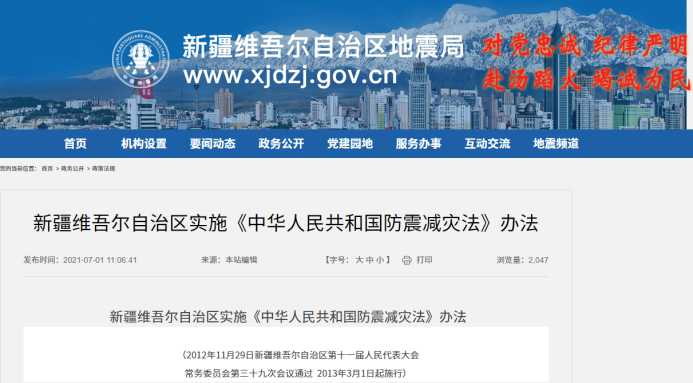 新疆维吾尔自治区地震局
www.xjdzj.gov.cn
对党忠诚 纪律严明
赴汤蹈火 竭诚为民
首页 机构设置 要闻动态 政务公开 党建园地 服务办事 互动交流 地震频道
您的当前位置： 首页 > 政务公开 > 政策法规
新疆维吾尔自治区实施《中华人民共和国防震减灾法》办法
发布时间：2021-07-01 11:06:41 来源：本站编辑 【字号： 大 中 小 】 打印 浏览量：2,047
新疆维吾尔自治区实施《中华人民共和国防震减灾法》办法
（2012年11月29日新疆维吾尔自治区第十一届人民代表大会
常务委员会第三十九次会议通过 2013年3月1日起施行）